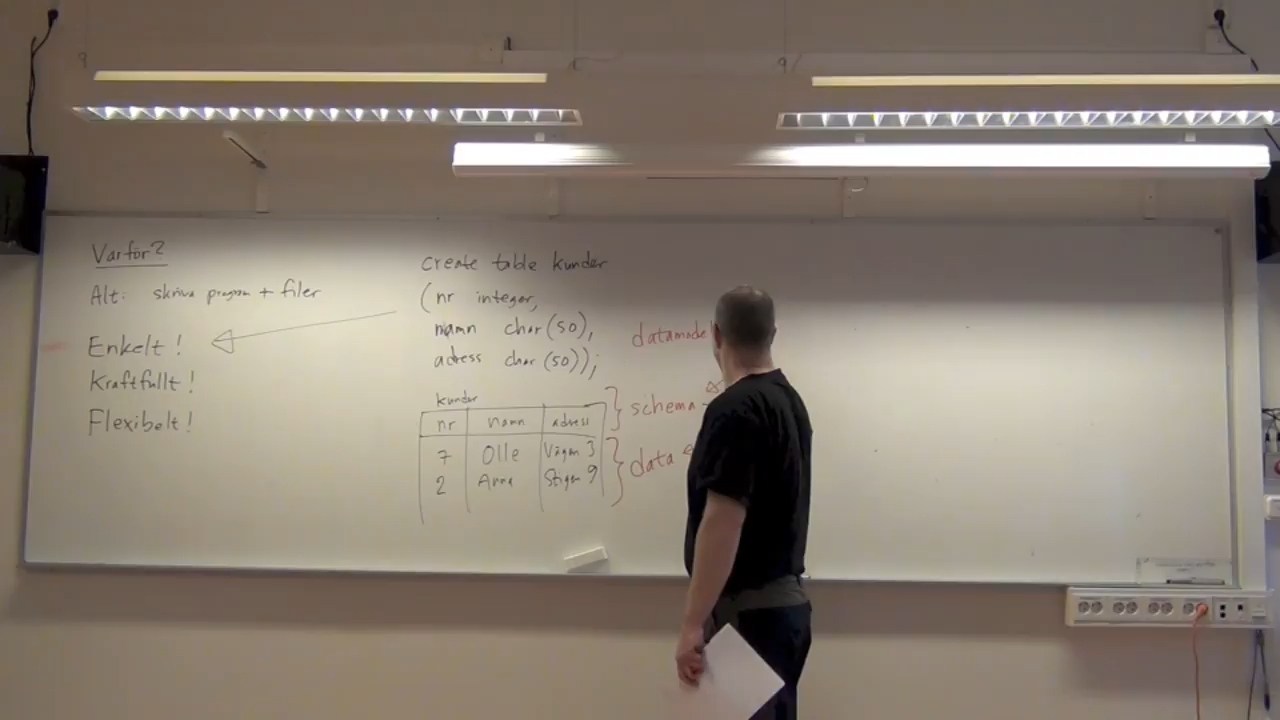 Varför?
Alt: skriva program + filer
Enkelt!
Kraftfullt!
Flexibelt!
create table kunder
(nr integer,
namn char(50),
adress char(50));
kunder
nr namn adress
7 Olle Vägen 3
2 Anna Stigen 9
datamodel
schema
data